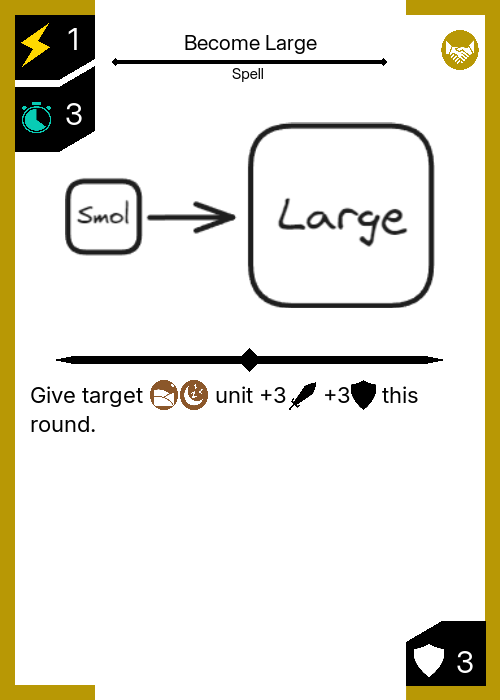 1
Become Large
Spell
3
Smol
Large
Give target unit +3 +3 this
round.
3